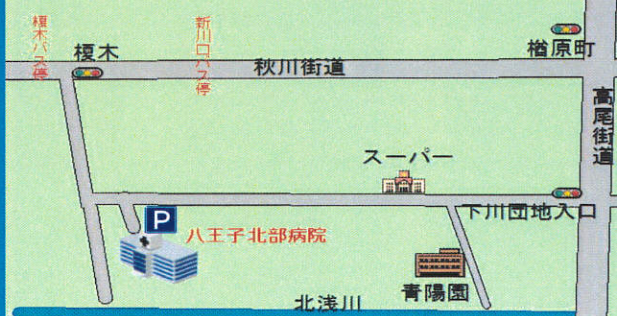 榎木バス停
榎木
新川口バス停
秋川街道
楢原町
高尾街道
スーパー
下川団地入口
P
八王子北部病院
青陽園
北浅川